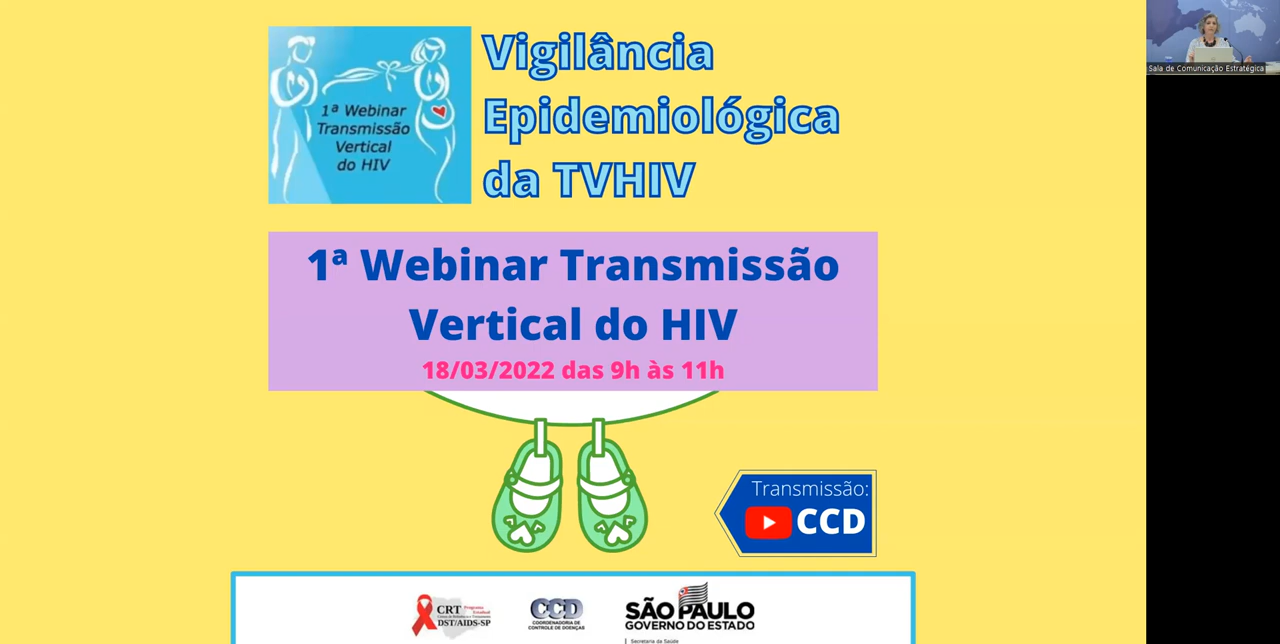 1ª Webinar
Transmissão
Vertical
do HIV
Vigilância
Epidemiológica
da TVHIV
1ª Webinar Transmissão
Vertical do HIV
18/03/2022 das 9h às 11h
Transmissão:
CCD
CRT
DST/AIDS-SP
CCD
COORDENADORIA DE
CONTROLE DE DOENÇAS
SÃO PAULO
GOVERNO DO ESTADO
Secretaria da Saúde
Sala de Comunicação Estratégica